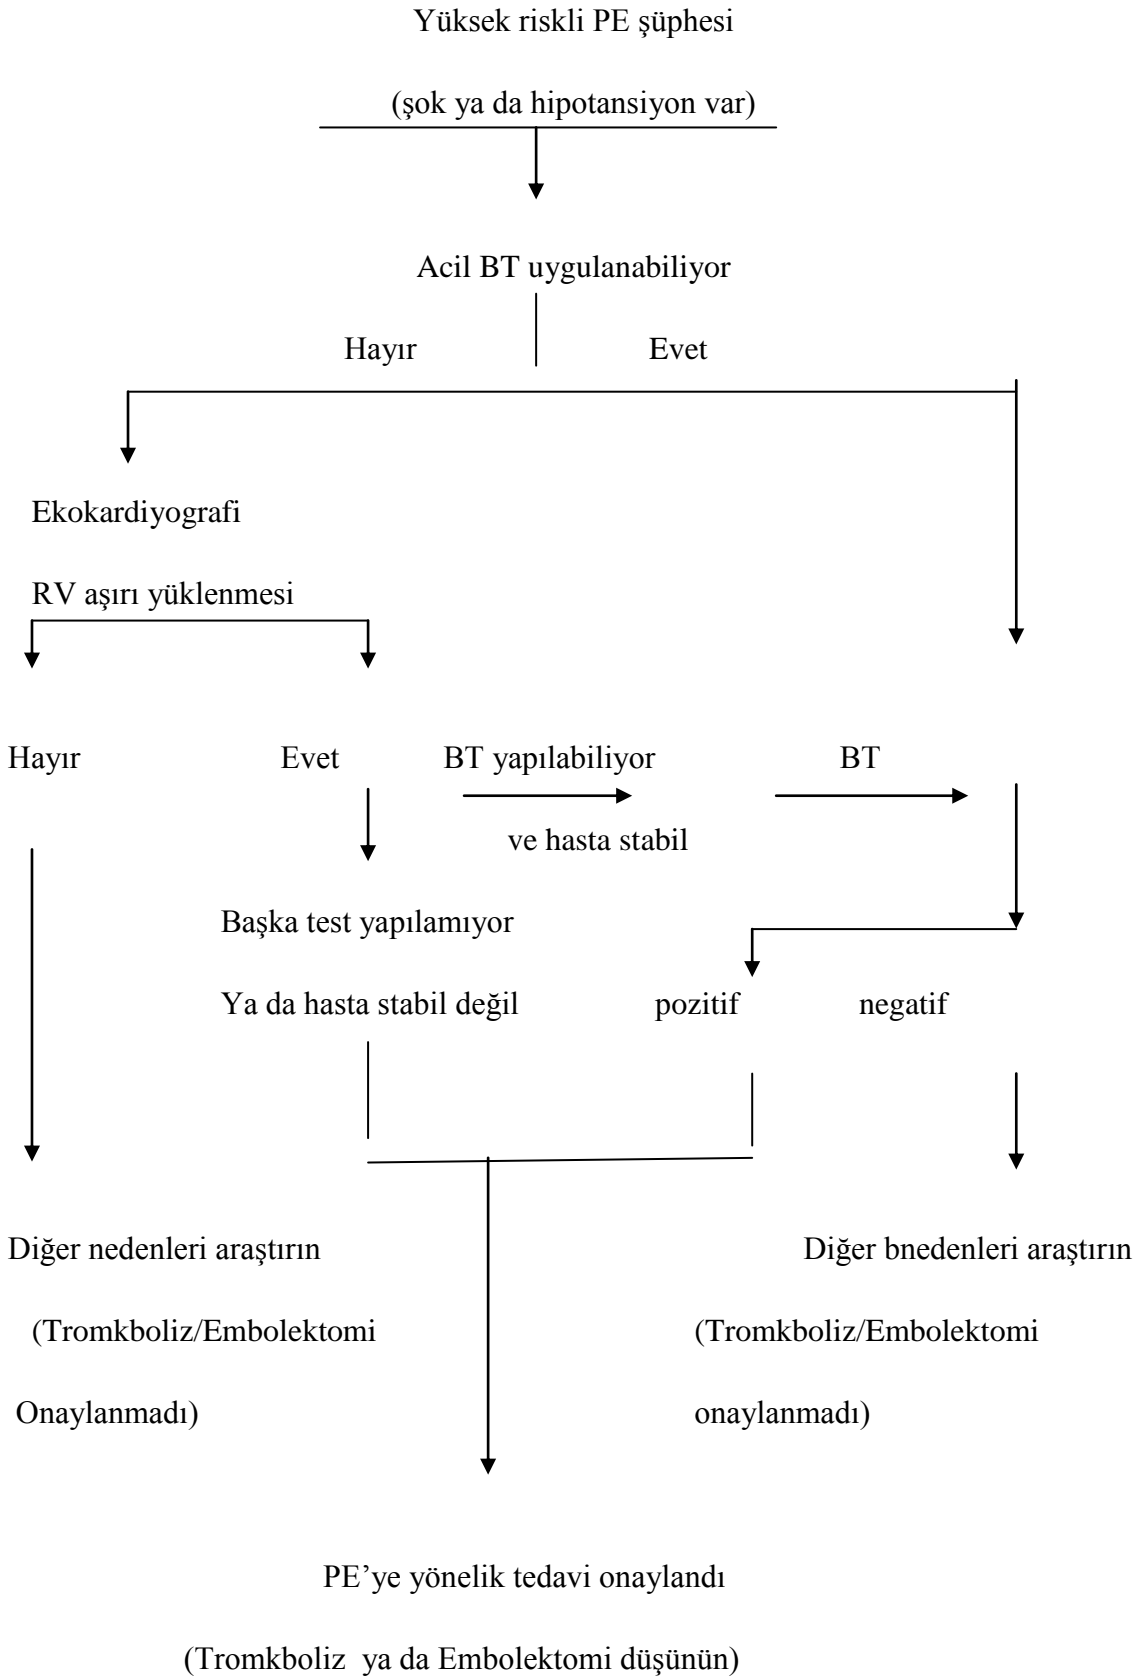 Yüksek riskli PE şüphesi
(şok ya da hipotansiyon var)
Acil BT uygulanabiliyor
Hayır Evet
Ekokardiyografi
RV aşırı yüklenmesi
Hayır Evet BT yapılabiliyor BT
ve hasta stabil
Başka test yapılamıyor
Ya da hasta stabil değil pozitif negatif
Diğer nedenleri araştırın Diğer bnedenleri araştırın
(Tromkboliz/Embolektomi (Tromkboliz/Embolektomi
Onaylanmadı) onaylanmadı)
PE’ye yönelik tedavi onaylandı
(Tromkboliz ya da Embolektomi düşünün)